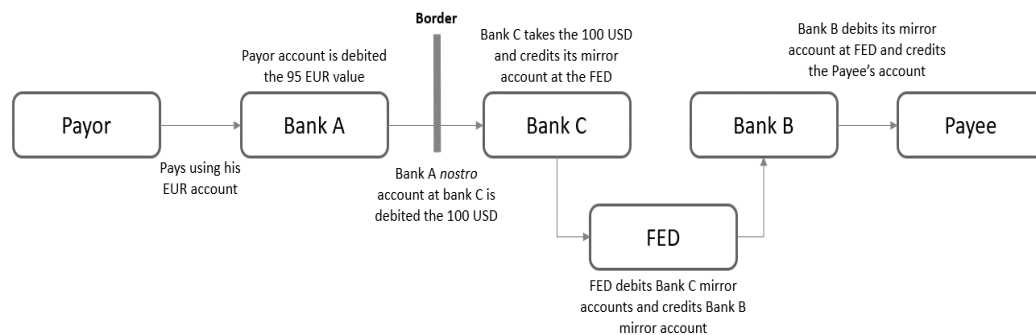 Border
Payor account is debited
the 95 EUR value
Bank C takes the 100 USD
and credits its mirror
account at the FED
Bank B debits its mirror
account at FED and credits
the Payee's account
Payor
Bank A
Bank C
Bank B
Payee
Pays using his
EUR account
Bank A nostro
account at bank C is
debited the 100 USD
FED
FED debits Bank C mirror
accounts and credits Bank B
mirror account